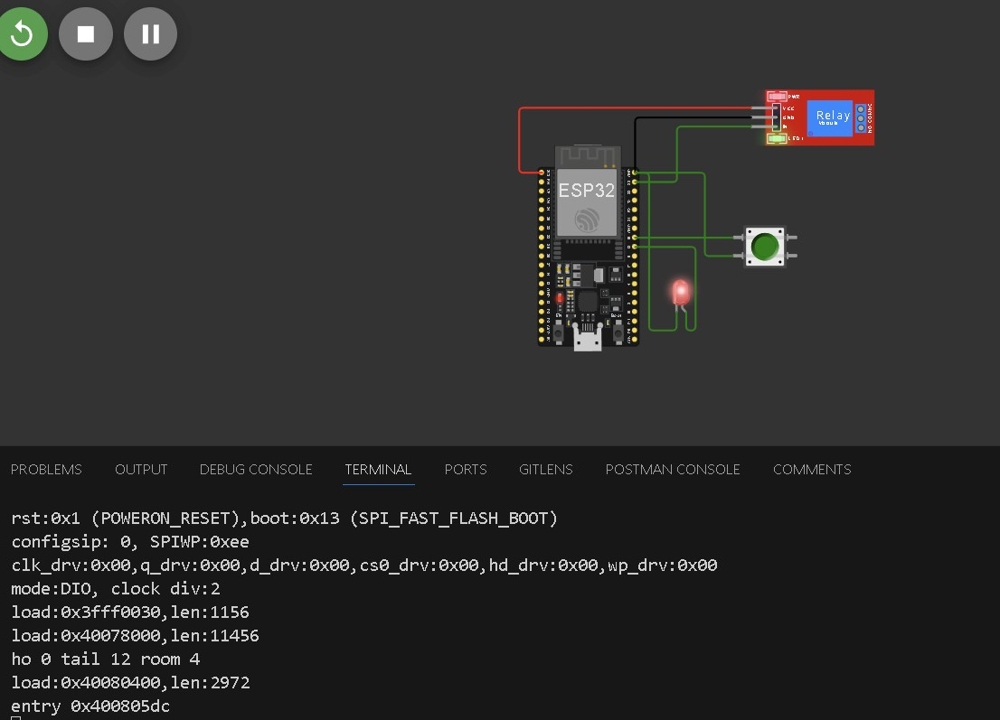 PWR
VCC
GND
IN
LED1
Relay
Module
ESP32
EN
Boot
PROBLEMS OUTPUT DEBUG CONSOLE TERMINAL PORTS GITLENS POSTMAN CONSOLE COMMENTS
rst:0x1 (POWERON_RESET),boot:0x13 (SPI_FAST_FLASH_BOOT)
configsip: 0, SPIWP:0xee
clk_drv:0x00,q_drv:0x00,d_drv:0x00,cs0_drv:0x00,hd_drv:0x00,wp_drv:0x00
mode:DIO, clock div:2
load:0x3fff0030,len:1156
load:0x40078000,len:11456
ho 0 tail 12 room 4
load:0x40080400,len:2972
entry 0x400805dc